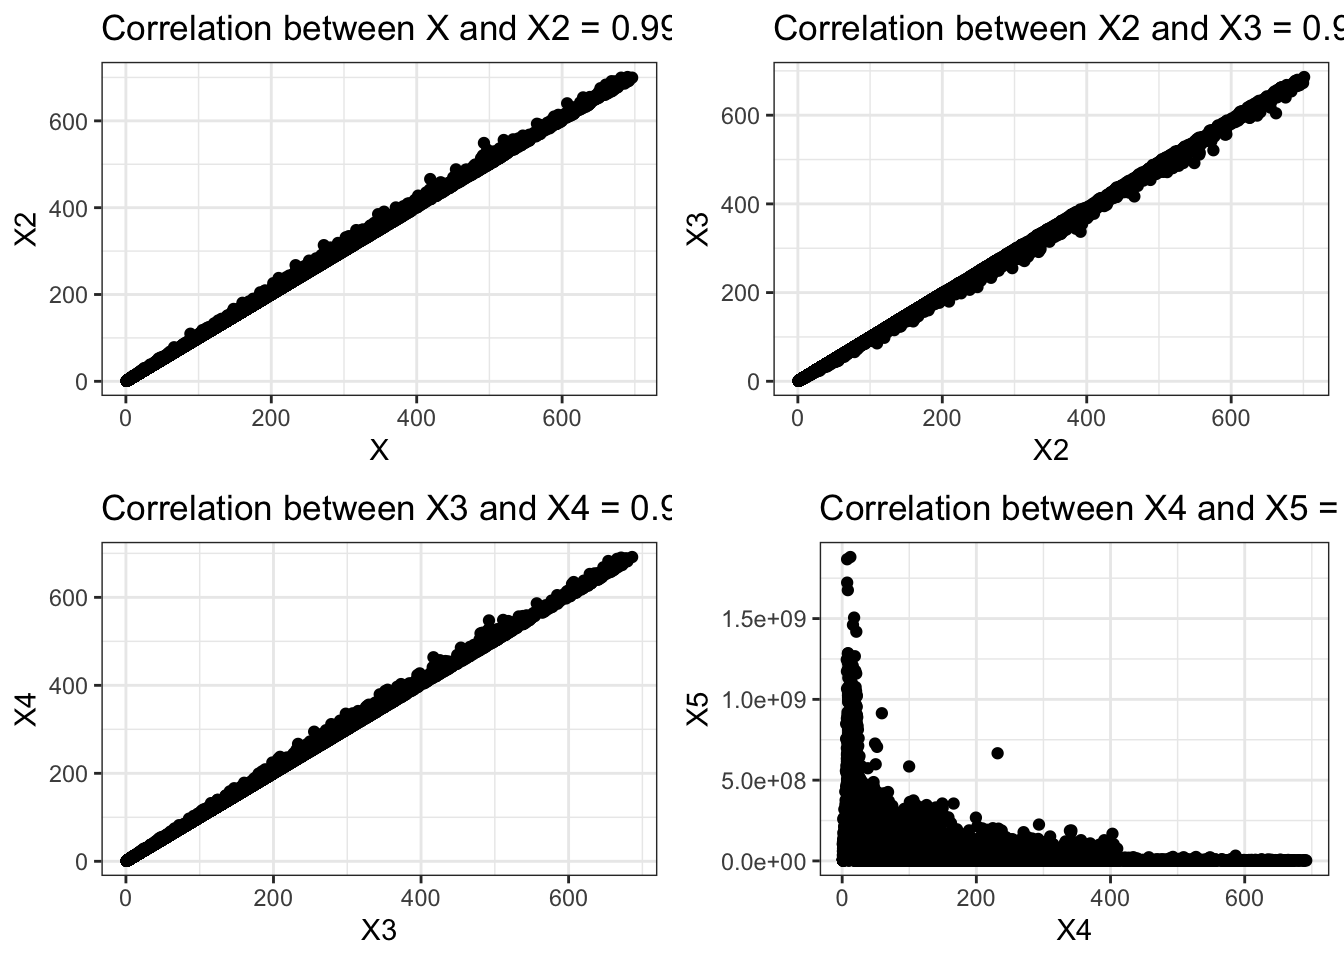 Correlation between X and X2 = 0.99
600
400
200
0
X2
0 200 400 600
X
Correlation between X2 and X3 = 0.9
600
400
200
0
X3
0 200 400 600
X2
Correlation between X3 and X4 = 0.9
600
400
200
0
X4
0 200 400 600
X3
Correlation between X4 and X5 =
1.5e+09
1.0e+09
5.0e+08
0.0e+00
X5
0 200 400 600
X4